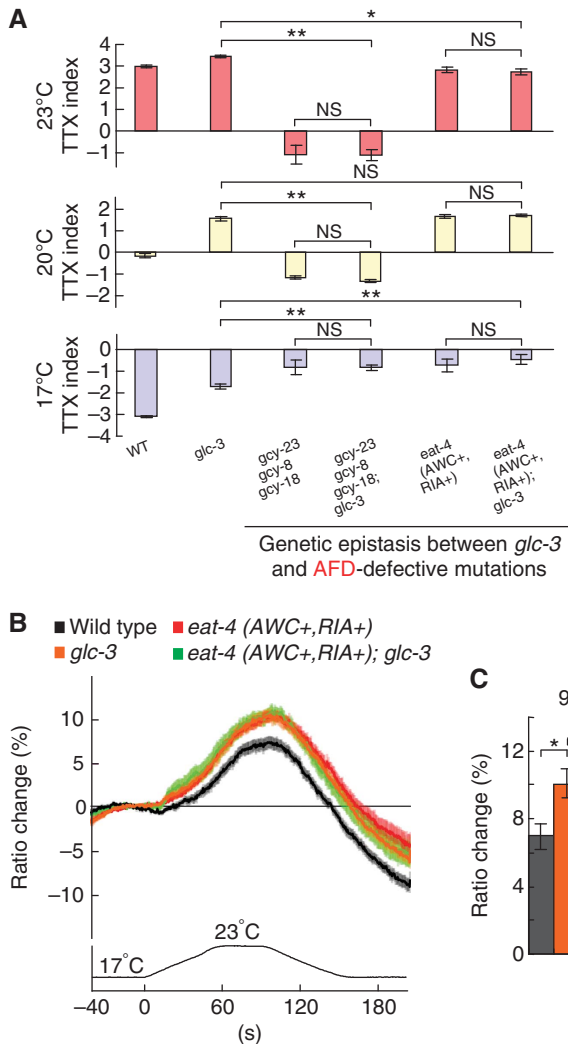 A
*
**
NS
NS
4
3
2
1
0
−1
23°C
TTX index
NS
NS
**
NS
NS
2
1
0
−1
−2
20°C
TTX index
**
**
NS
NS
0
−1
−2
−3
−4
17°C
TTX index
WT
glc-3
gcy-23
gcy-8
gcy-18
gcy-23
gcy-8
gcy-18;
glc-3
eat-4
(AWC+,
RIA+)
eat-4
(AWC+,
RIA+);
glc-3
Genetic epistasis between glc-3
and AFD-defective mutations
B
Wild type
eat-4 (AWC+,RIA+)
glc-3
eat-4 (AWC+,RIA+); glc-3
10
5
0
−5
−10
Ratio change (%)
17°C
23°C
−40
0
60
120
180
(s)
C
9
12
8
4
0
Ratio change (%)
*